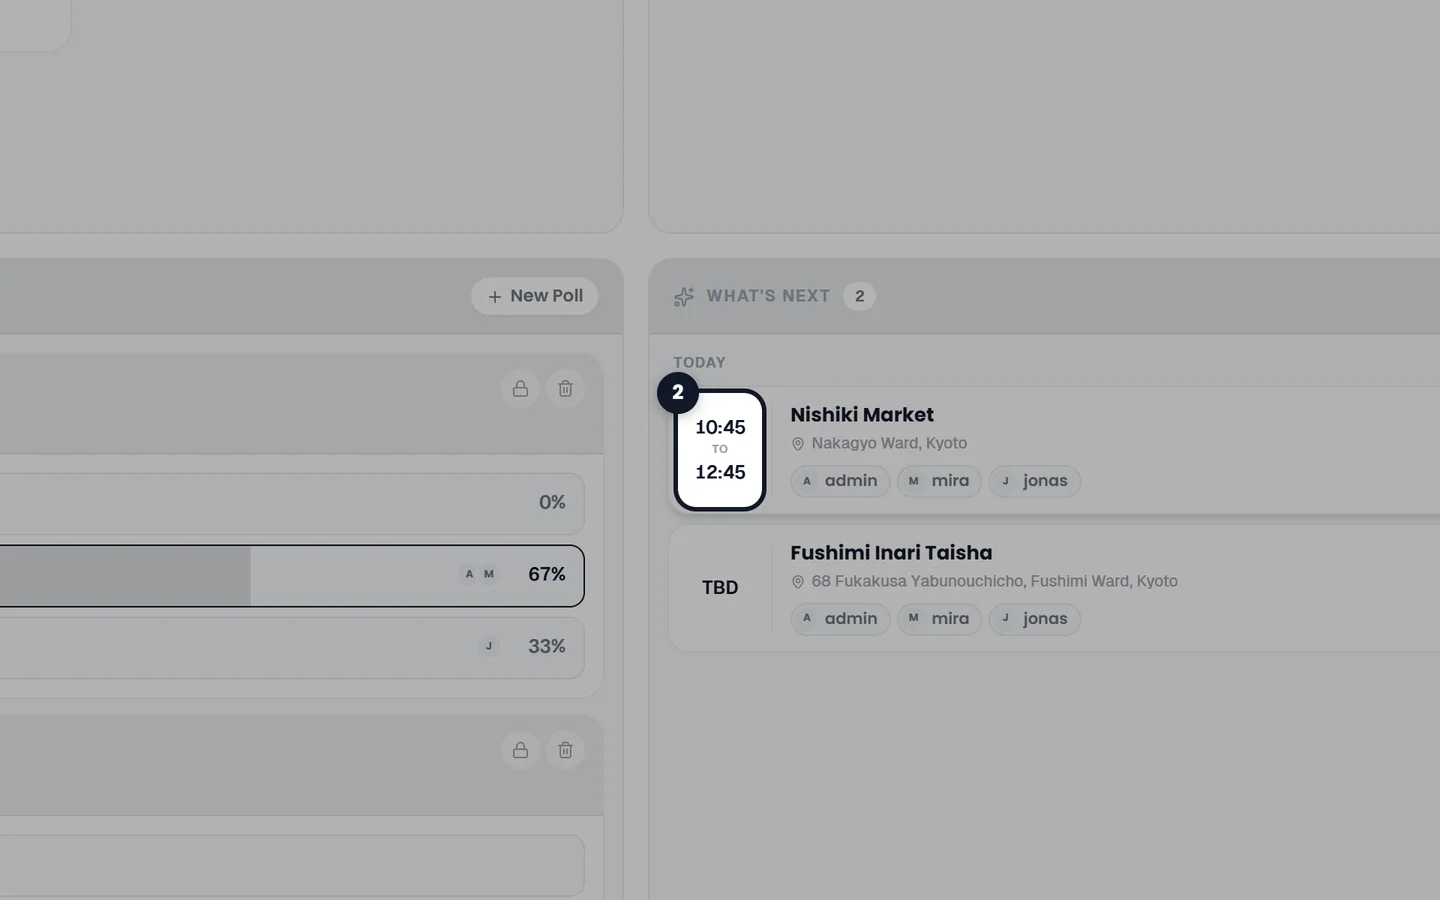 New Poll
0%
A M 67%
J 33%
WHAT'S NEXT 2
TODAY
2
10:45
TO
12:45
Nishiki Market
Nakagyo Ward, Kyoto
A admin M mira J jonas
TBD
Fushimi Inari Taisha
68 Fukakusa Yabunouchicho, Fushimi Ward, Kyoto
A admin M mira J jonas